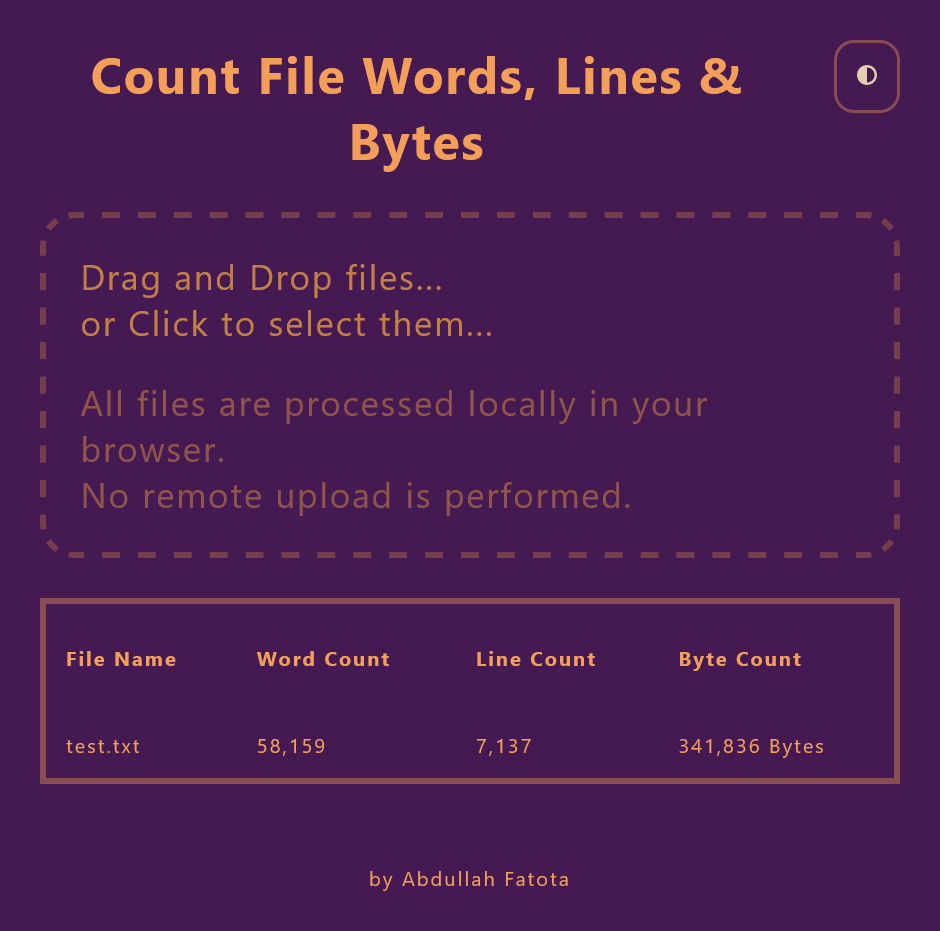 Count File Words, Lines &
Bytes
Drag and Drop files...
or Click to select them...
All files are processed locally in your
browser.
No remote upload is performed.
File Name Word Count Line Count Byte Count
test.txt 58,159 7,137 341,836 Bytes
by Abdullah Fatota